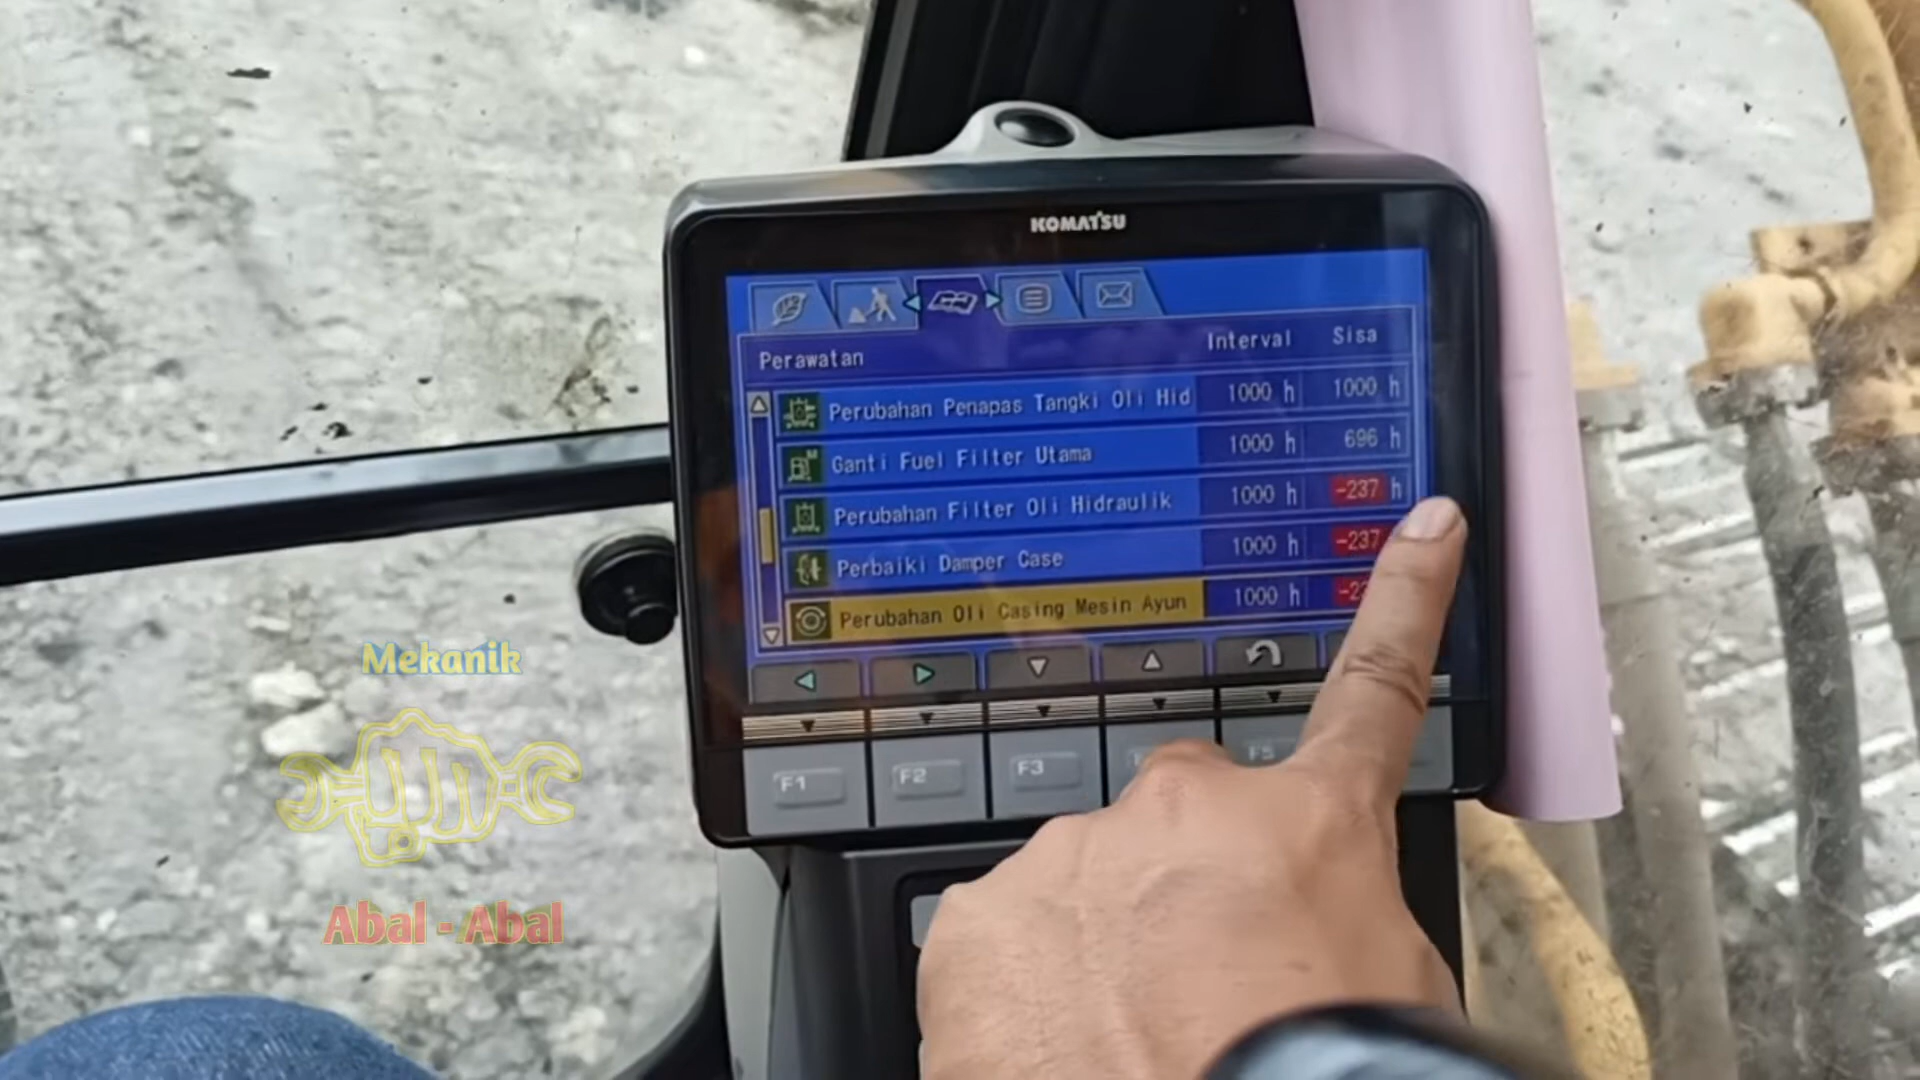 KOMATSU
Perawatan Interval Sisa
Perubahan Penapas Tangki Oli Hid 1000 h 1000 h
Ganti Fuel Filter Utama 1000 h 696 h
Perubahan Filter Oli Hidraulik 1000 h -237 h
Perbaiki Damper Case 1000 h -237
Perubahan Oli Casing Mesin Ayun 1000 h
F1 F2 F3 F5
Mekanik
Abal - Abal